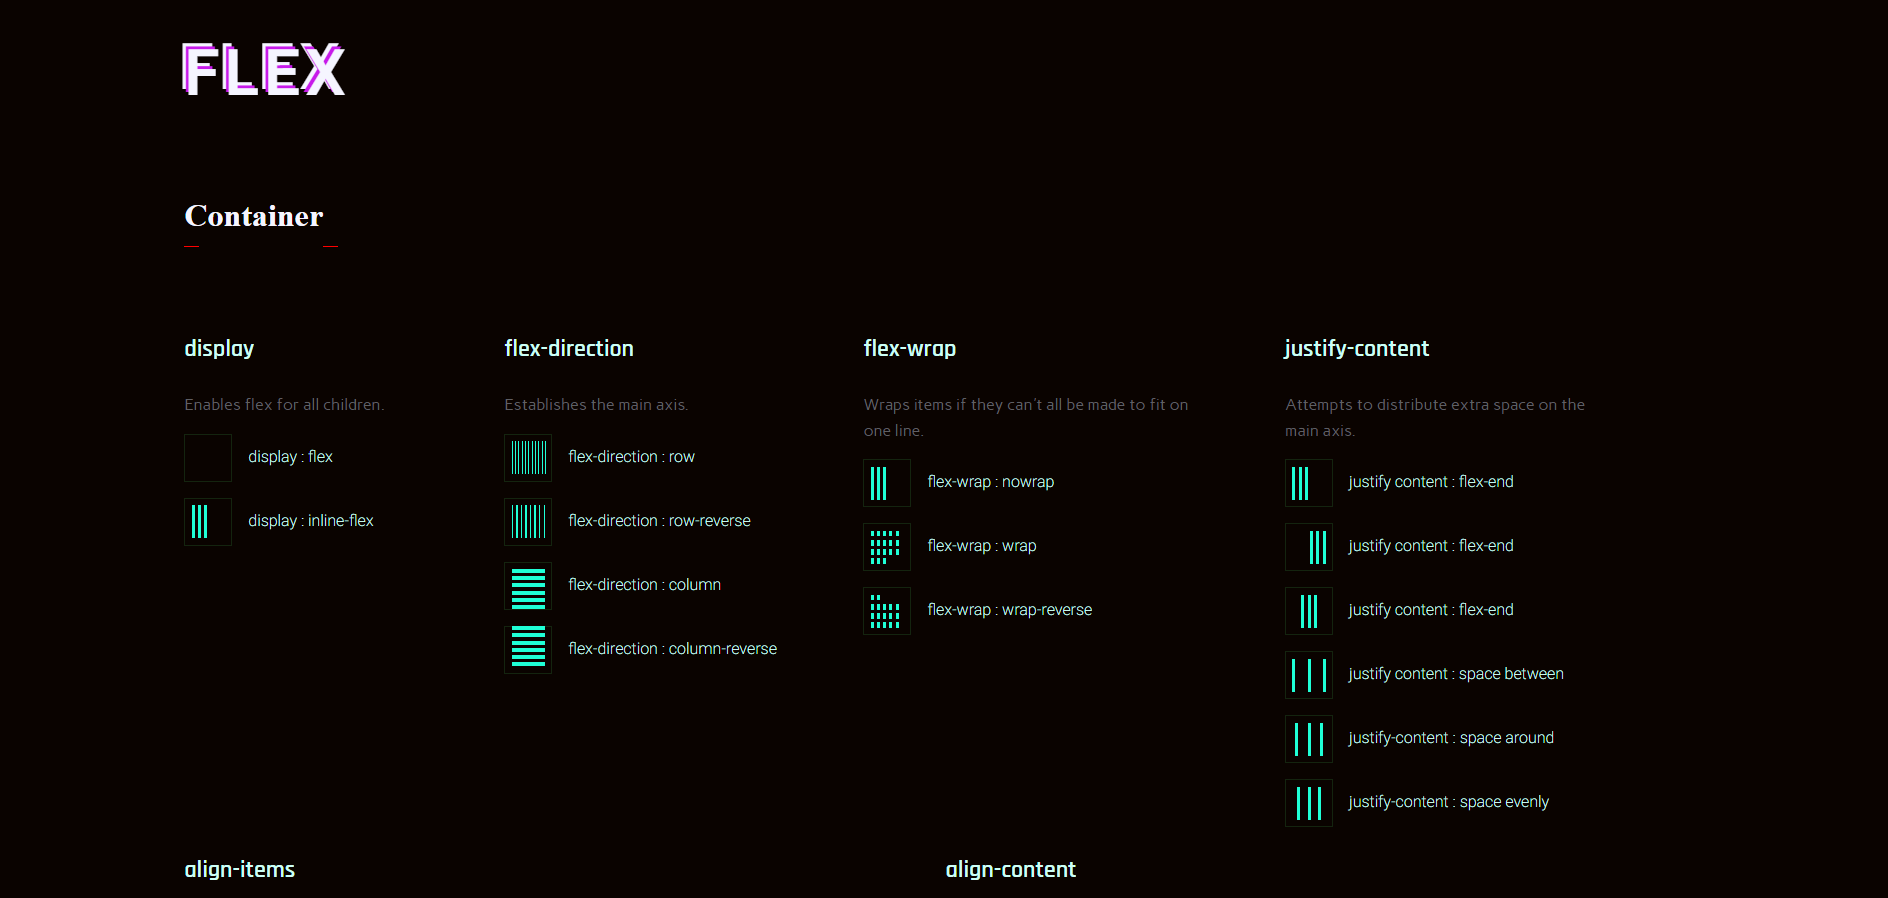 FLEX
Container
display
Enables flex for all children.
display : flex
display : inline-flex
flex-direction
Establishes the main axis.
flex-direction : row
flex-direction : row-reverse
flex-direction : column
flex-direction : column-reverse
flex-wrap
Wraps items if they can't all be made to fit on
one line.
flex-wrap : nowrap
flex-wrap : wrap
flex-wrap : wrap-reverse
justify-content
Attempts to distribute extra space on the
main axis.
justify content : flex-end
justify content : flex-end
justify content : flex-end
justify content : space between
justify-content : space around
justify-content : space evenly
align-items
align-content